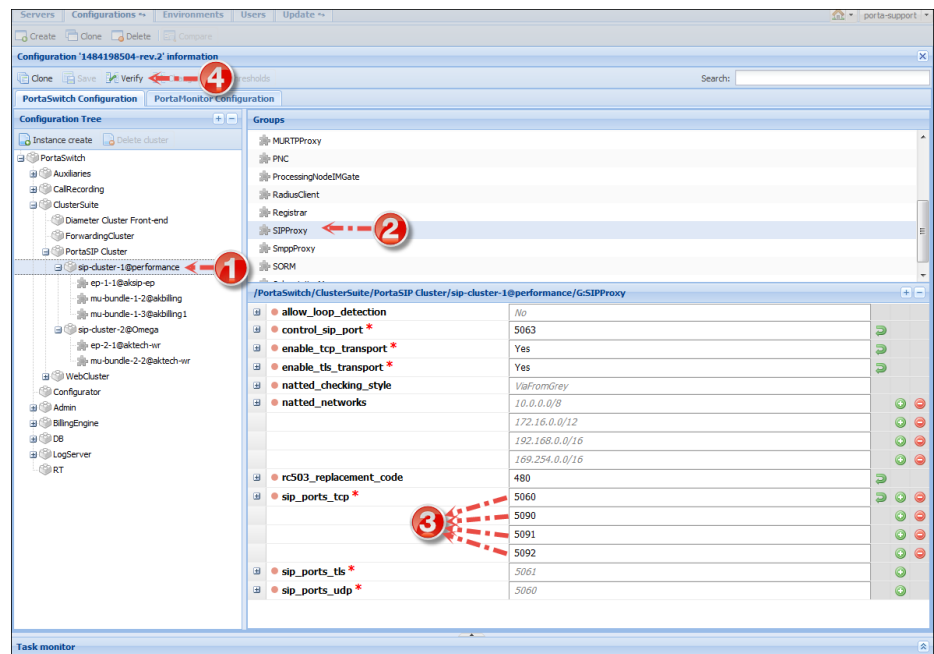 Servers Configurations Environments Users Update porta-support
Create Clone Delete Compare
Configuration '1484198504-rev.2' information
Clone Save Verify 4 Search:
PortaSwitch Configuration PortaMonitor Configuration
Configuration Tree
Instance create Delete cluster
PortaSwitch
Auxiliaries
CallRecording
ClusterSuite
Diameter Cluster Front-end
ForwardingCluster
PortaSIP Cluster
sip-cluster-1@performance 1
ep-1-1@aksip-ep
mu-bundle-1-2@akbilling
mu-bundle-1-3@akbilling1
sip-cluster-2@Omega
ep-2-1@aktech-wr
mu-bundle-2-2@aktech-wr
WebCluster
Configurator
Admin
BillingEngine
DB
LogServer
RT
Groups
MURTPProxy
PNC
ProcessingNodeIMGate
RadiusClient
Registrar
SIPProxy 2
SmppProxy
SORM
/PortaSwitch/ClusterSuite/PortaSIP Cluster/sip-cluster-1@performance/G:SIPProxy
allow_loop_detection No
control_sip_port * 5063
enable_tcp_transport * Yes
enable_tls_transport * Yes
natted_checking_style ViaFromGrey
natted_networks 10.0.0.0/8
172.16.0.0/12
192.168.0.0/16
169.254.0.0/16
rc503_replacement_code 480
sip_ports_tcp * 5060
3 5090
5091
5092
sip_ports_tls * 5061
sip_ports_udp * 5060
Task monitor